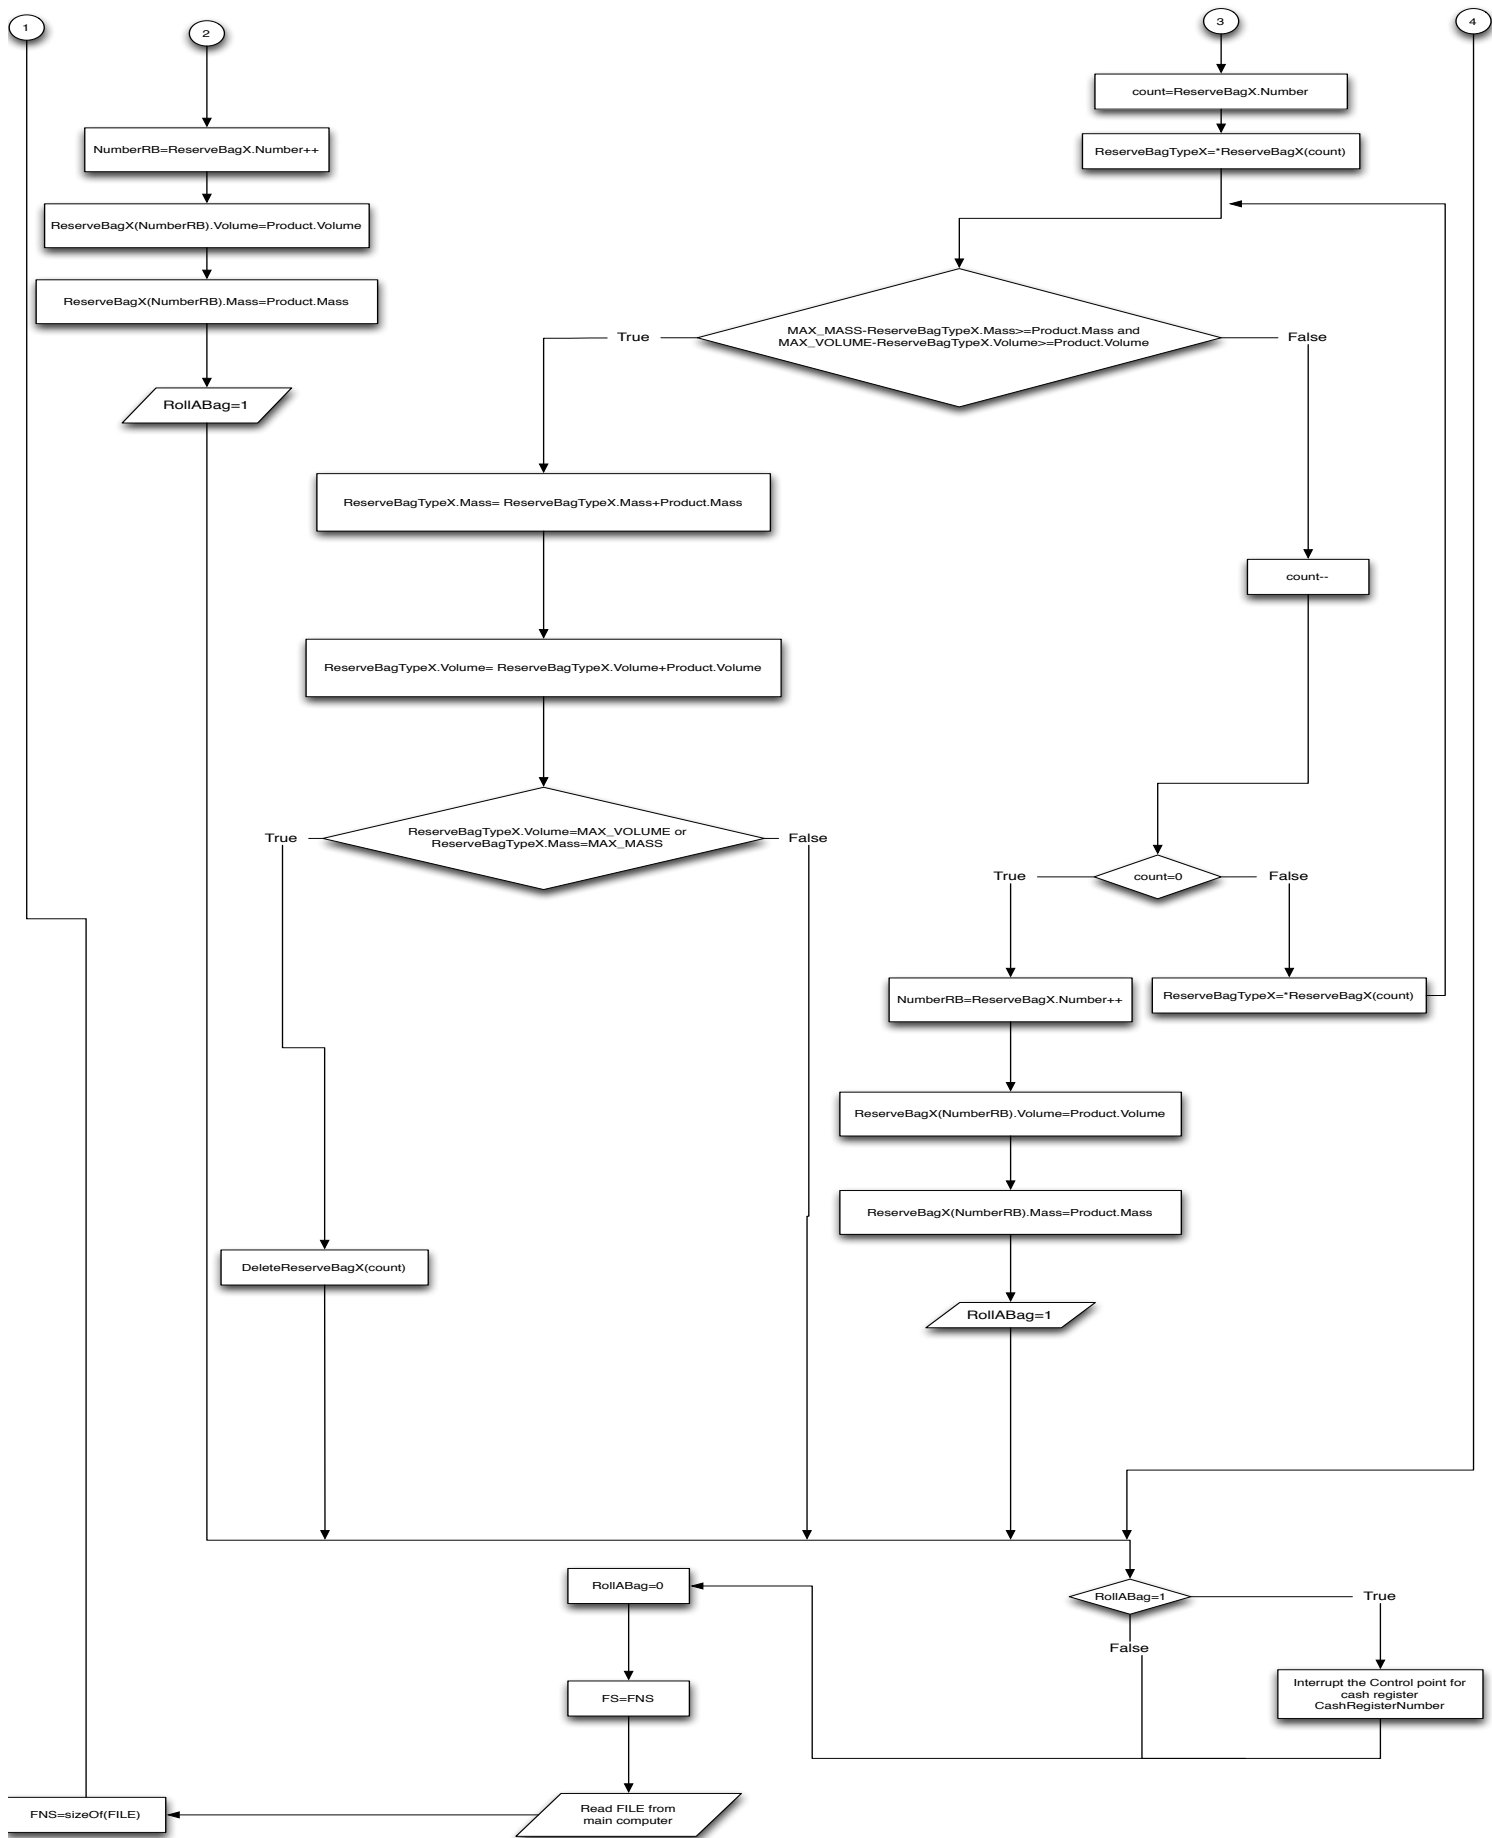 1
2
3
4
count=ReserveBagX.Number
NumberRB=ReserveBagX.Number++
ReserveBagTypeX=*ReserveBagX(count)
ReserveBagX(NumberRB).Volume=Product.Volume
ReserveBagX(NumberRB).Mass=Product.Mass
MAX_MASS-ReserveBagTypeX.Mass>=Product.Mass and
MAX_VOLUME-ReserveBagTypeX.Volume>=Product.Volume
True
False
RollABag=1
ReserveBagTypeX.Mass= ReserveBagTypeX.Mass+Product.Mass
count--
ReserveBagTypeX.Volume= ReserveBagTypeX.Volume+Product.Volume
True
ReserveBagTypeX.Volume=MAX_VOLUME or
ReserveBagTypeX.Mass=MAX_MASS
False
True
count=0
False
NumberRB=ReserveBagX.Number++
ReserveBagTypeX=*ReserveBagX(count)
ReserveBagX(NumberRB).Volume=Product.Volume
ReserveBagX(NumberRB).Mass=Product.Mass
DeleteReserveBagX(count)
RollABag=1
RollABag=0
RollABag=1
True
False
Interrupt the Control point for
cash register
CashRegisterNumber
FS=FNS
Read FILE from
main computer
FNS=sizeOf(FILE)